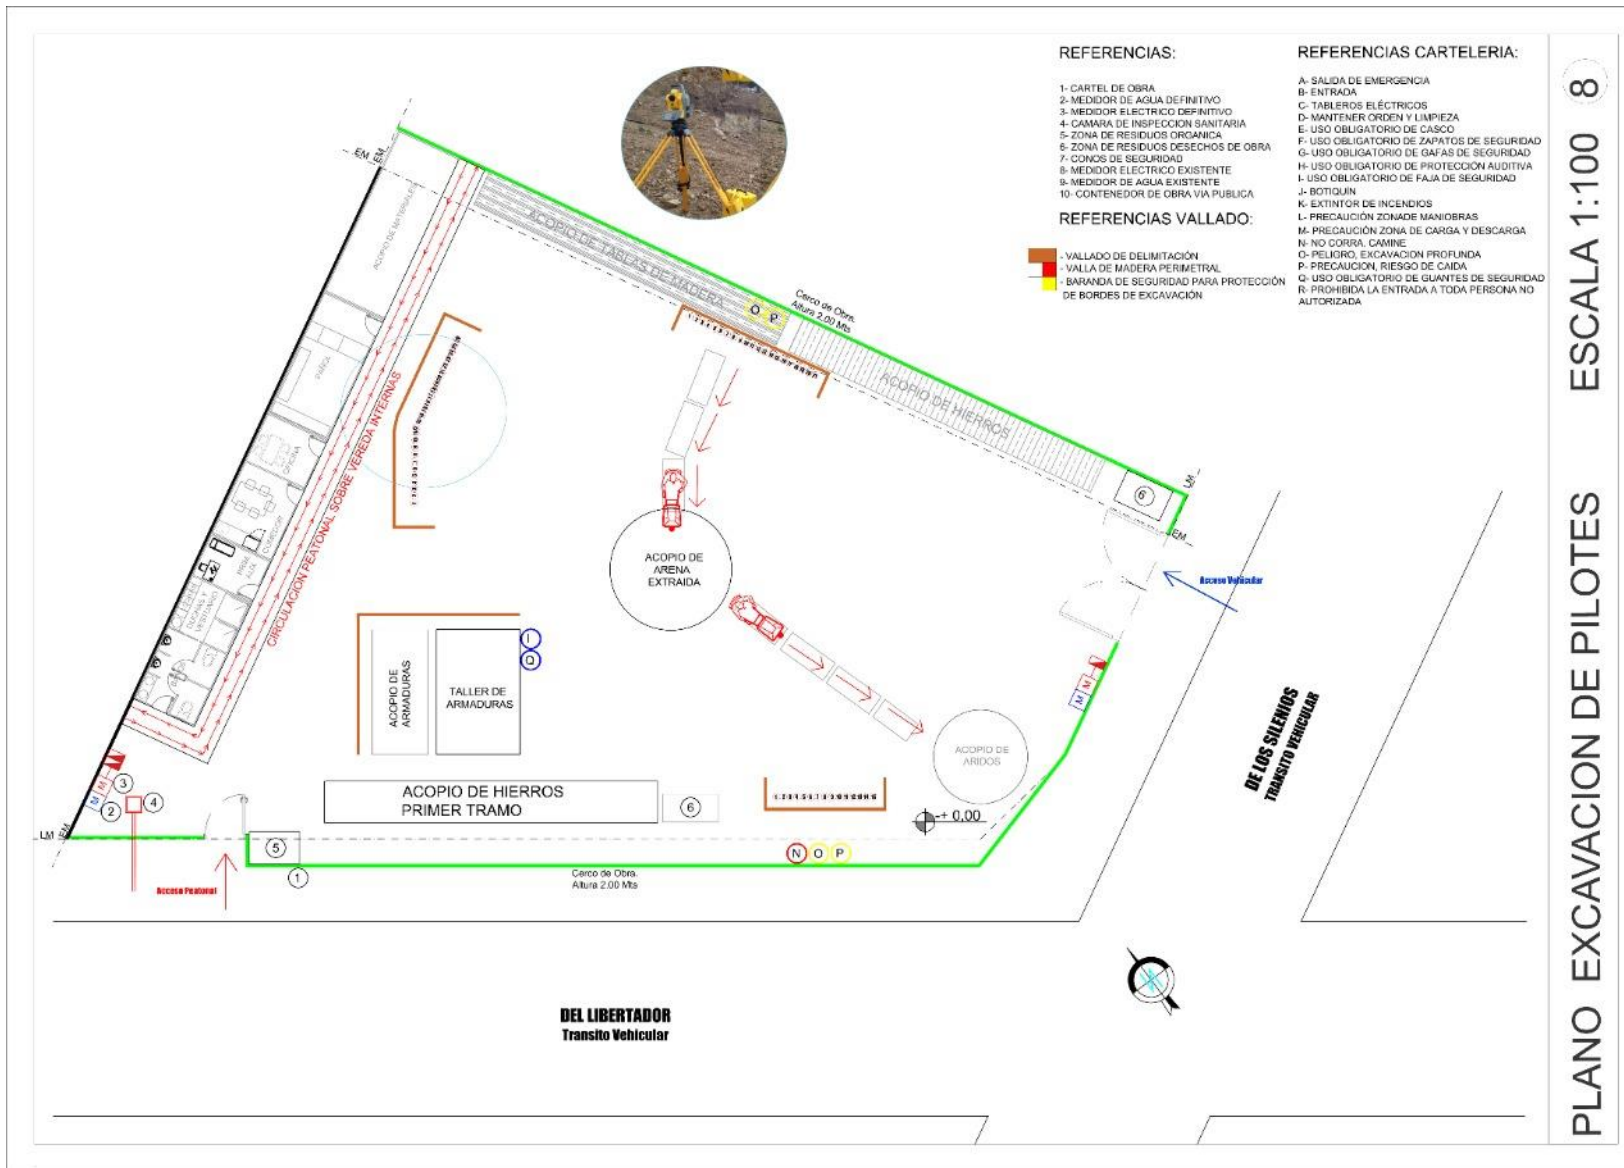 REFERENCIAS:
1- CARTEL DE OBRA
2- MEDIDOR DE AGUA DEFINITIVO
3- MEDIDOR ELECTRICO DEFINITIVO
4- CAMARA DE INSPECCION SANITARIA
5- ZONA DE RESIDUOS ORGANICA
6- ZONA DE RESIDUOS DESECHOS DE OBRA
7- CONOS DE SEGURIDAD
8- MEDIDOR ELECTRICO EXISTENTE
9- MEDIDOR DE AGUA EXISTENTE
10- CONTENEDOR DE OBRA VIA PUBLICA
REFERENCIAS VALLADO:
- VALLADO DE DELIMITACIÓN
- VALLA DE MADERA PERIMETRAL
- BARANDA DE SEGURIDAD PARA PROTECCIÓN
DE BORDES DE EXCAVACIÓN
REFERENCIAS CARTELERIA:
A- SALIDA DE EMERGENCIA
B- ENTRADA
C- TABLEROS ELÉCTRICOS
D- MANTENER ORDEN Y LIMPIEZA
E- USO OBLIGATORIO DE CASCO
F- USO OBLIGATORIO DE ZAPATOS DE SEGURIDAD
G- USO OBLIGATORIO DE GAFAS DE SEGURIDAD
H- USO OBLIGATORIO DE PROTECCIÓN AUDITIVA
I- USO OBLIGATORIO DE FAJA DE SEGURIDAD
J- BOTIQUÍN
K- EXTINTOR DE INCENDIOS
L- PRECAUCIÓN ZONADE MANIOBRAS
M- PRECAUCIÓN ZONA DE CARGA Y DESCARGA
N- NO CORRA, CAMINE
O- PELIGRO, EXCAVACION PROFUNDA
P- PRECAUCION, RIESGO DE CAIDA
Q- USO OBLIGATORIO DE GUANTES DE SEGURIDAD
R- PROHIBIDA LA ENTRADA A TODA PERSONA NO
AUTORIZADA
PLANO EXCAVACION DE PILOTES ESCALA 1:100 8
EM
EM
ACOPIO DE MATERIALES
ACOPIO DE TABLAS DE MADERA
O P
Cerco de Obra.
Altura 2.00 Mts
ACOPIO DE HIERROS
6
LM
EM
PAÑOL
OFICINA
COMEDOR
DUCHAS Y
VESTUARIO
CIRCULACION PEATONAL SOBRE VEREDA INTERNAS
ACOPIO DE
ARENA
EXTRAIDA
Acceso Vehicular
ACOPIO DE
ARMADURAS
TALLER DE
ARMADURAS
I
Q
M
M
DE LOS SILENIOS
TRANSITO VEHICULAR
ACOPIO DE
ARIDOS
ACOPIO DE HIERROS
PRIMER TRAMO
6
+ 0,00
M
M
3
2
4
LM
EM
5
1
N O P
Acceso Peatonal
Cerco de Obra.
Altura 2.00 Mts
DEL LIBERTADOR
Transito Vehicular